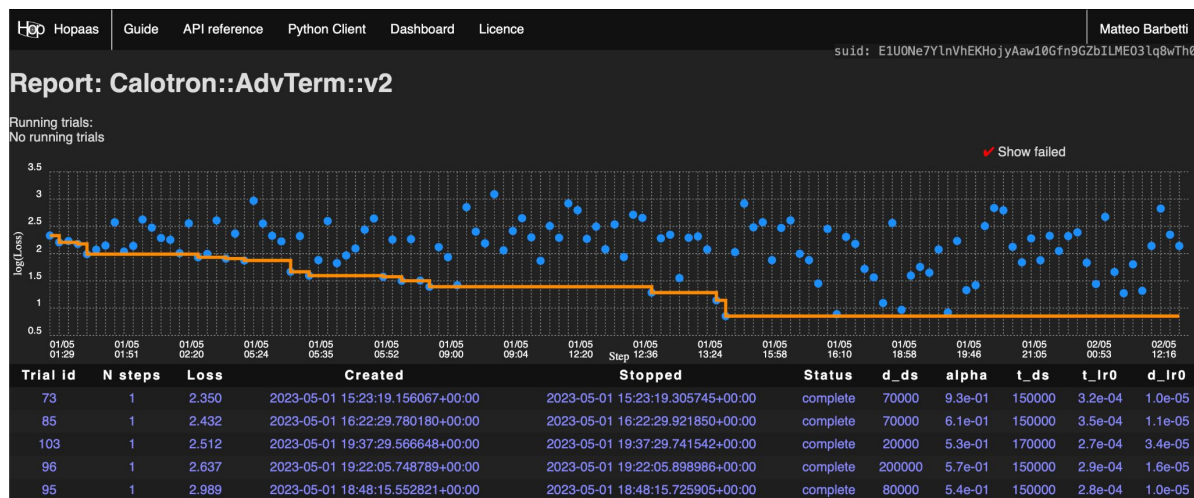 Hop Hopaas Guide API reference Python Client Dashboard Licence Matteo Barbetti
suid: E1UONe7YlnVhEKHojyAaw10Gfn9GZbILMEO3lq8wTh0
Report: Calotron::AdvTerm::v2
Running trials:
No running trials
✔ Show failed
3.5
3
2.5
2
1.5
1
0.5
log(Loss)
01/05 01/05 01/05 01/05 01/05 01/05 01/05 01/05 01/05 01/05 01/05 01/05 01/05 01/05 01/05 01/05 02/05 02/05
01:29 01:51 02:20 05:24 05:35 05:52 09:00 09:04 12:20 12:36 13:24 15:58 16:10 18:58 19:46 21:05 00:53 12:16
Step
Trial id N steps Loss Created Stopped Status d_ds alpha t_ds t_lr0 d_lr0
73 1 2.350 2023-05-01 15:23:19.156067+00:00 2023-05-01 15:23:19.305745+00:00 complete 70000 9.3e-01 150000 3.2e-04 1.0e-05
85 1 2.432 2023-05-01 16:22:29.780180+00:00 2023-05-01 16:22:29.921850+00:00 complete 70000 6.1e-01 150000 3.5e-04 1.1e-05
103 1 2.512 2023-05-01 19:37:29.566648+00:00 2023-05-01 19:37:29.741542+00:00 complete 20000 5.3e-01 170000 2.7e-04 3.4e-05
96 1 2.637 2023-05-01 19:22:05.748789+00:00 2023-05-01 19:22:05.898986+00:00 complete 200000 5.7e-01 150000 2.9e-04 1.6e-05
95 1 2.989 2023-05-01 18:48:15.552821+00:00 2023-05-01 18:48:15.725905+00:00 complete 80000 5.4e-01 150000 2.8e-04 1.0e-05